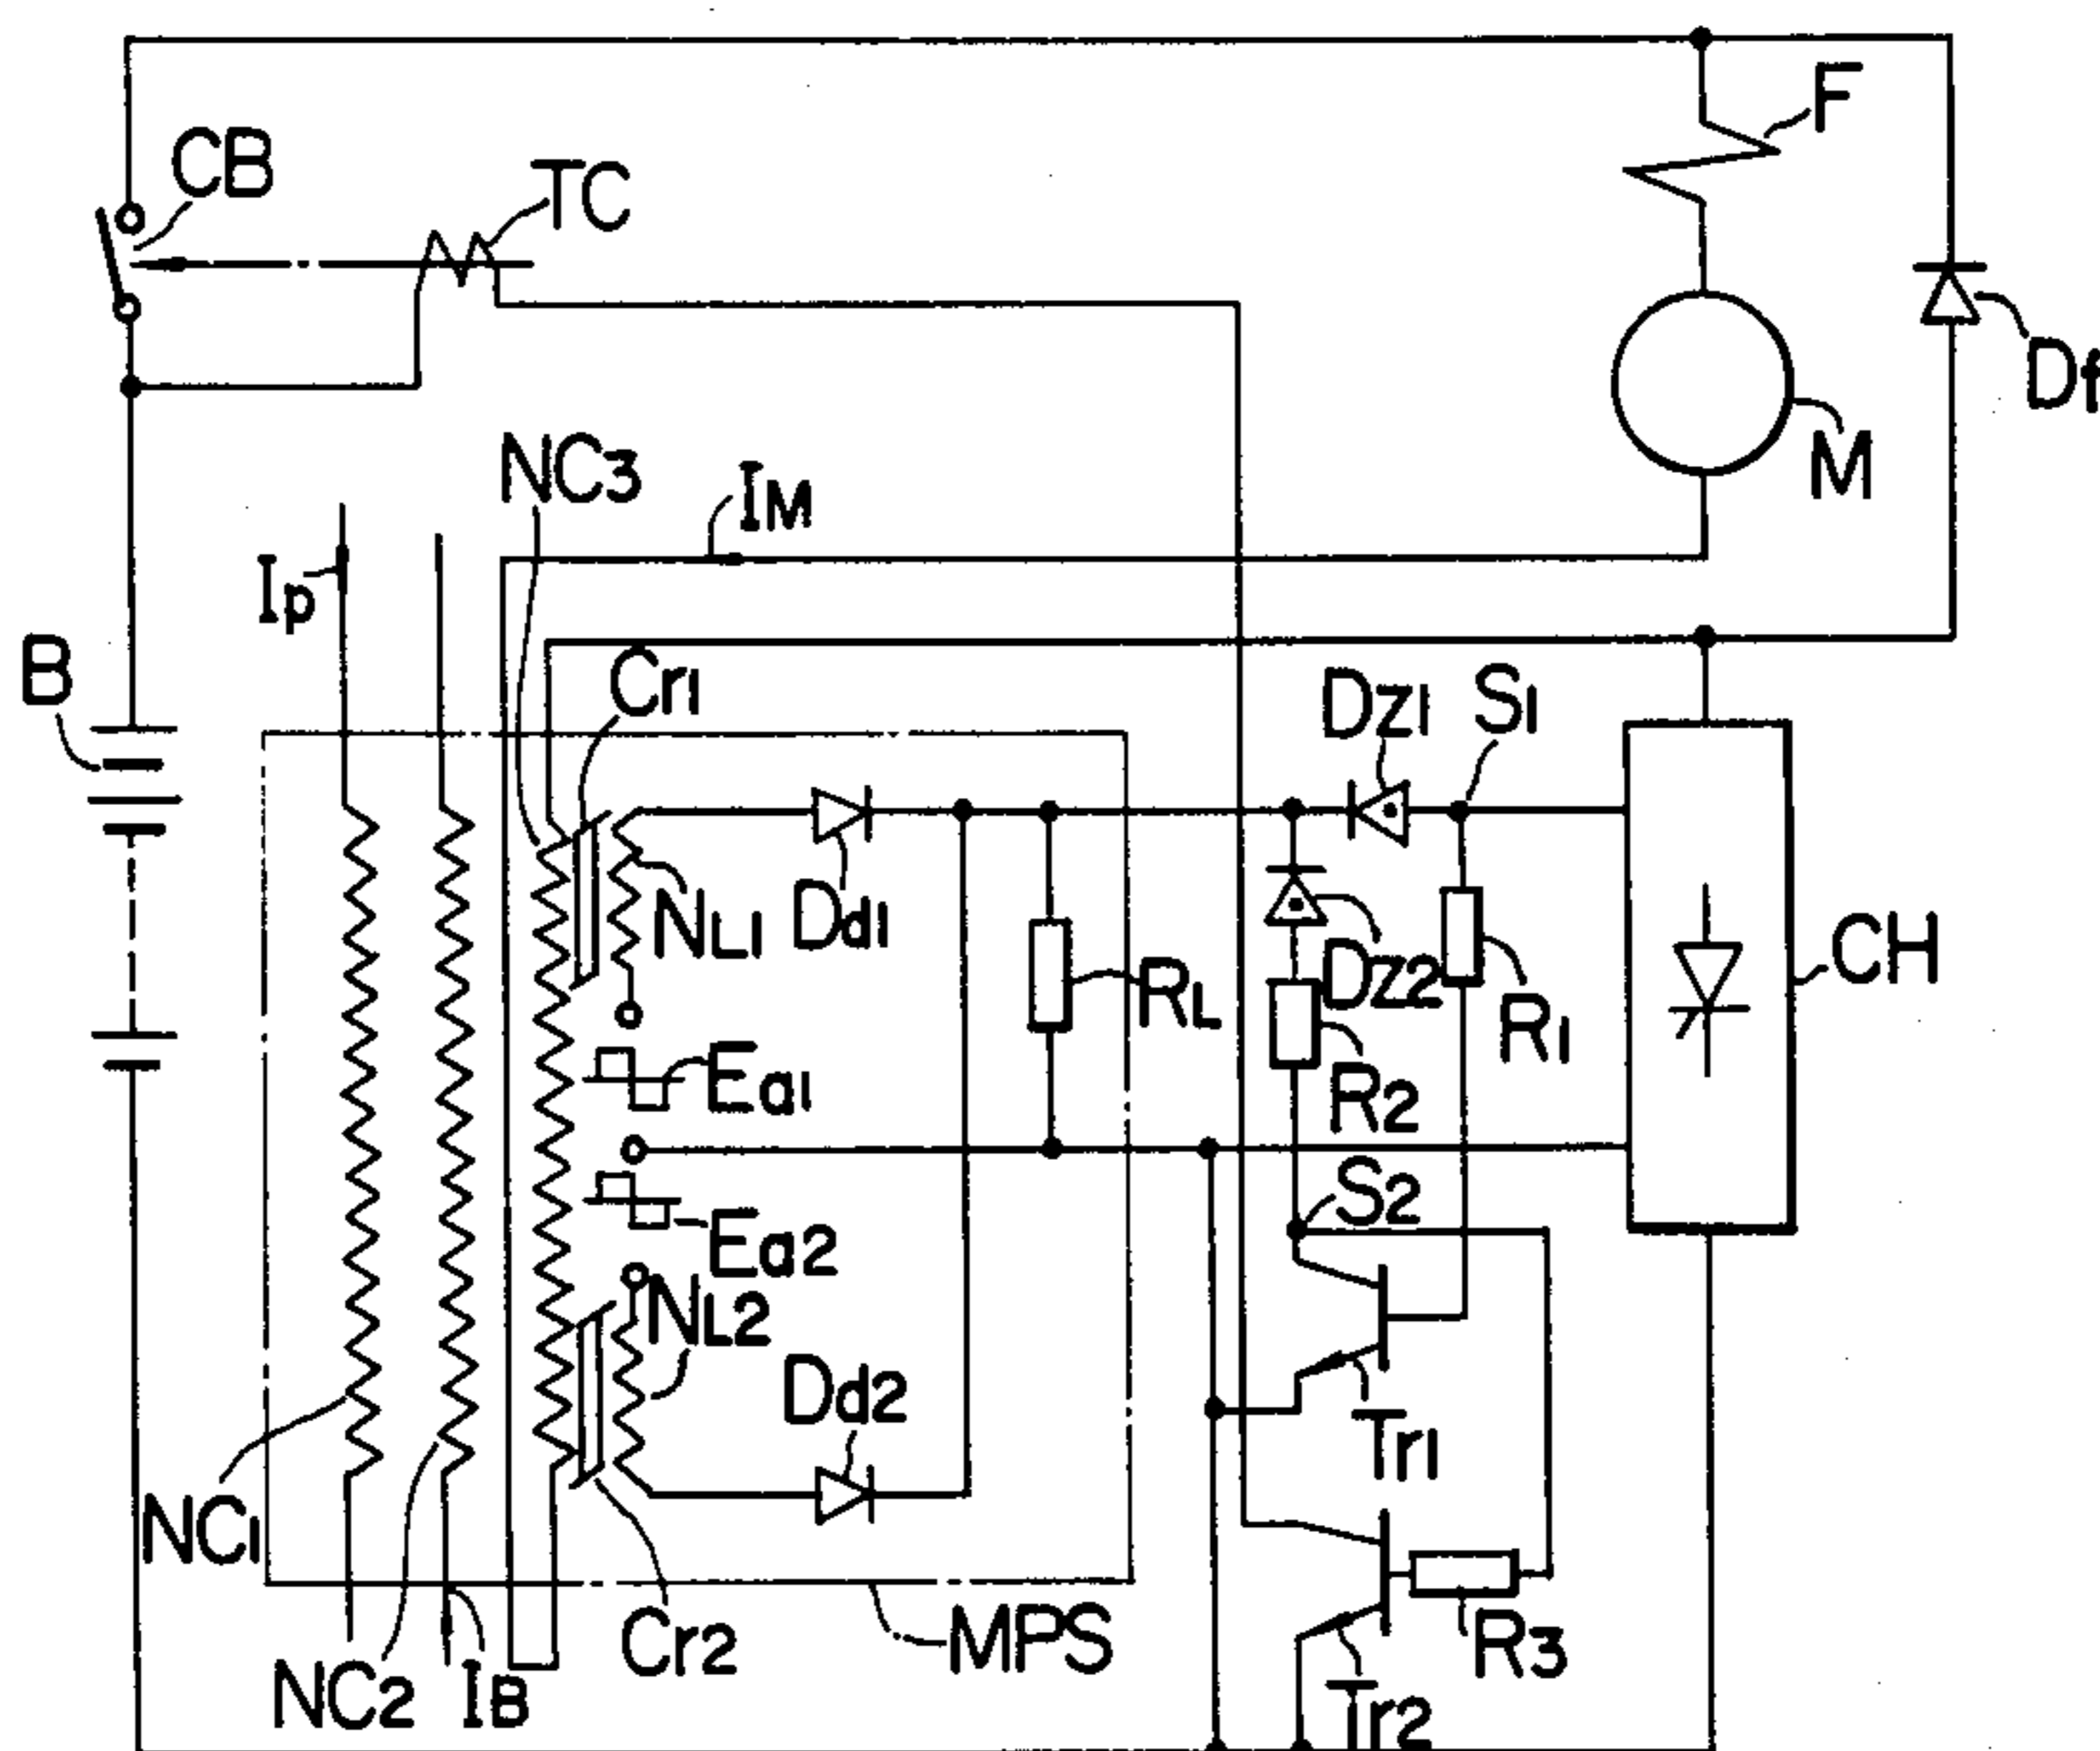 F
CB
TC
Df
M
NC3
IM
Ip
B
Cr1
Dz1
S1
NL1
Dd1
RL
Dz2
CH
R1
Ea1
R2
S2
Ea2
NL2
Dd2
Tr1
NC1
Cr2
MPS
R3
NC2
IB
Tr2